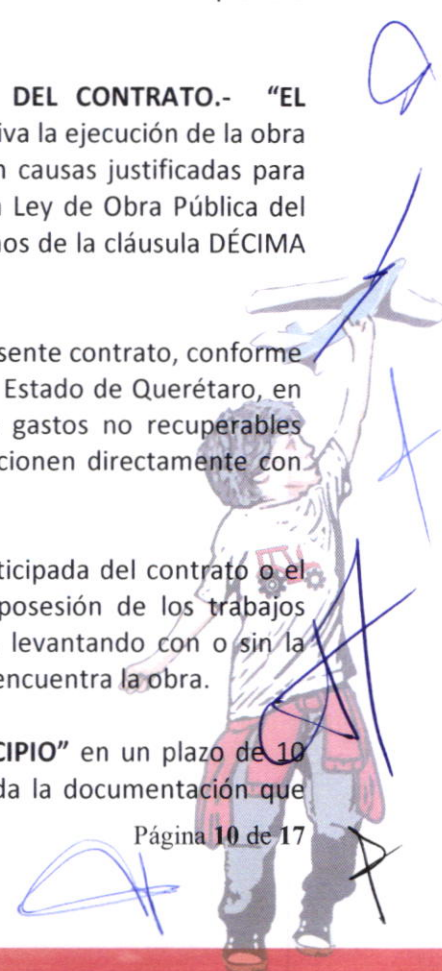 DEL CONTRATO.- "EL
iva la ejecución de la obra
n causas justificadas para
Ley de Obra Pública del
nos de la cláusula DÉCIMA
sente contrato, conforme
Estado de Querétaro, en
gastos no recuperables
cionen directamente con
ticipada del contrato o el
posesión de los trabajos
levantando con o sin la
encuentra la obra.
CIPIO" en un plazo de 10
da la documentación que
Página 10 de 17